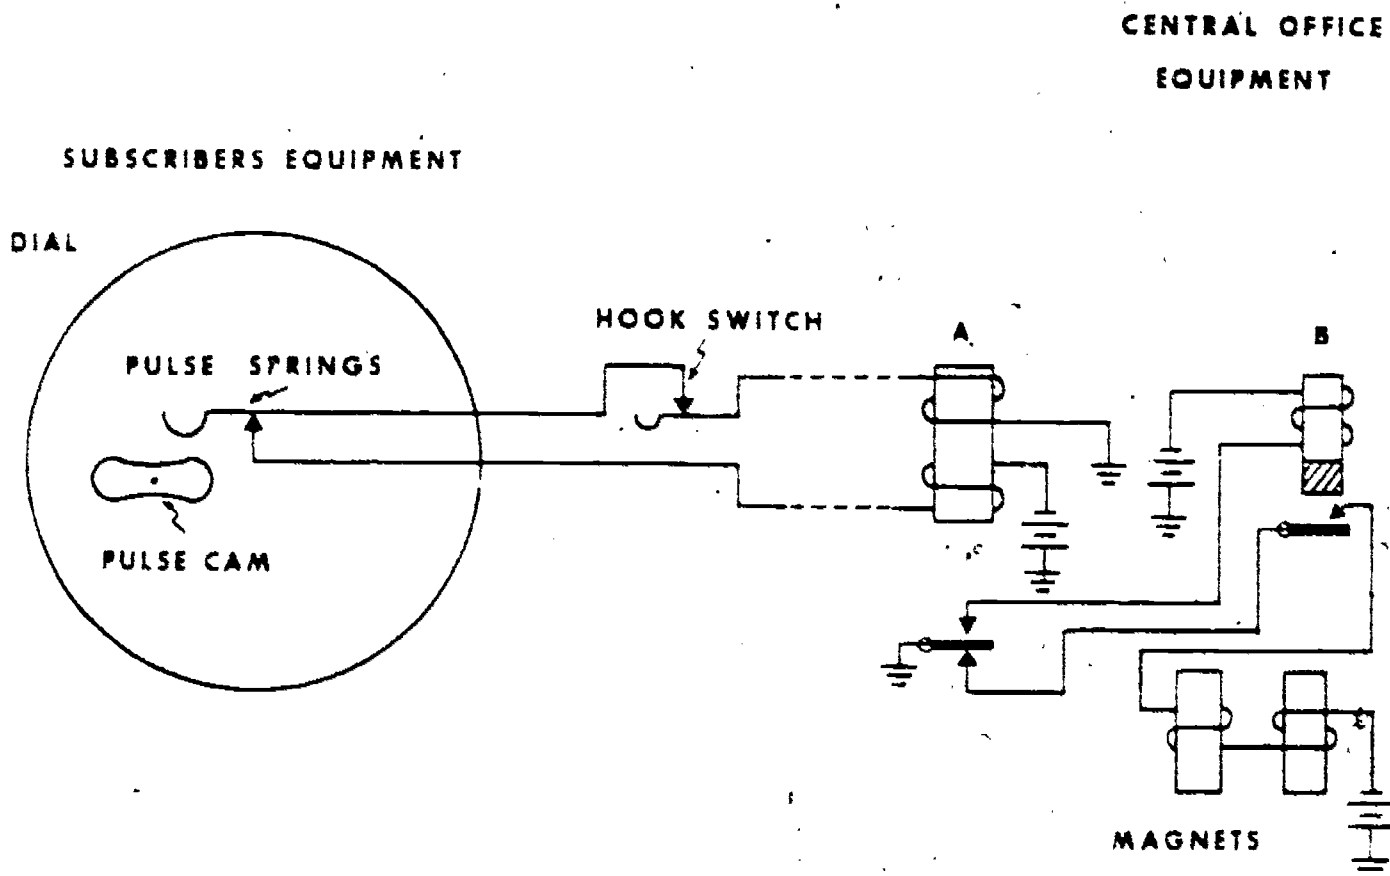 CENTRAL OFFICE
EQUIPMENT
SUBSCRIBERS EQUIPMENT
DIAL
HOOK SWITCH
A
B
PULSE SPRINGS
PULSE CAM
MAGNETS